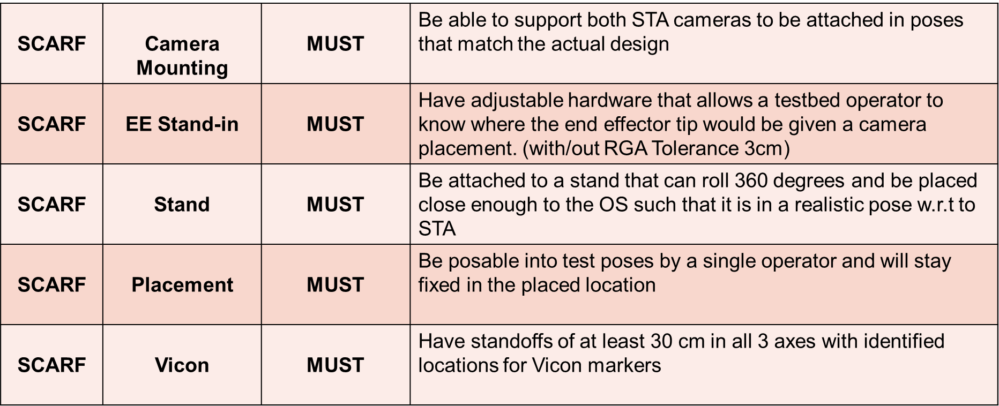 SCARF
Camera
Mounting
MUST
Be able to support both STA cameras to be attached in poses
that match the actual design
SCARF
EE Stand-in
MUST
Have adjustable hardware that allows a testbed operator to
know where the end effector tip would be given a camera
placement. (with/out RGA Tolerance 3cm)
SCARF
Stand
MUST
Be attached to a stand that can roll 360 degrees and be placed
close enough to the OS such that it is in a realistic pose w.r.t to
STA
SCARF
Placement
MUST
Be posable into test poses by a single operator and will stay
fixed in the placed location
SCARF
Vicon
MUST
Have standoffs of at least 30 cm in all 3 axes with identified
locations for Vicon markers